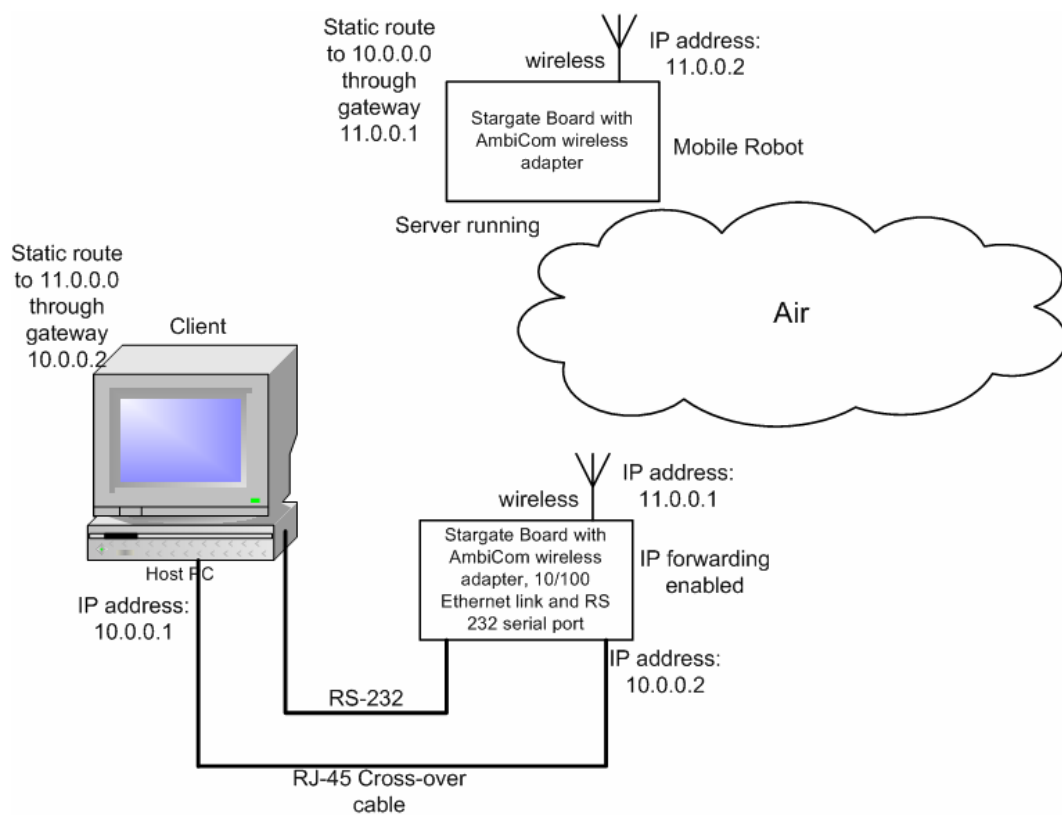 Static route
to 10.0.0.0
through
gateway
11.0.0.1
wireless
IP address:
11.0.0.2
Stargate Board with
AmbiCom wireless
adapter
Mobile Robot
Server running
Static route
to 11.0.0.0
through
gateway
10.0.0.2
Client
Air
Host PC
IP address:
10.0.0.1
wireless
IP address:
11.0.0.1
Stargate Board with
AmbiCom wireless
adapter, 10/100
Ethernet link and RS
232 serial port
IP forwarding
enabled
IP address:
10.0.0.2
RS-232
RJ-45 Cross-over
cable